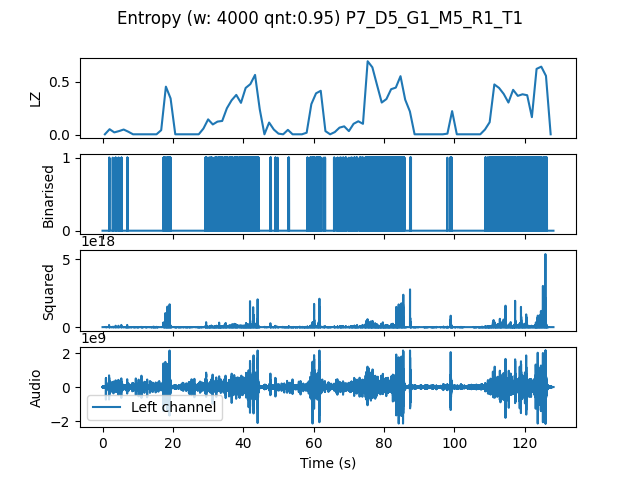 Entropy (w: 4000 qnt:0.95) P7_D5_G1_M5_R1_T1
LZ
0.5
0.0
Binarised
1
0
1e18
Squared
5
0
1e9
Audio
2
0
−2
Left channel
0 20 40 60 80 100 120
Time (s)